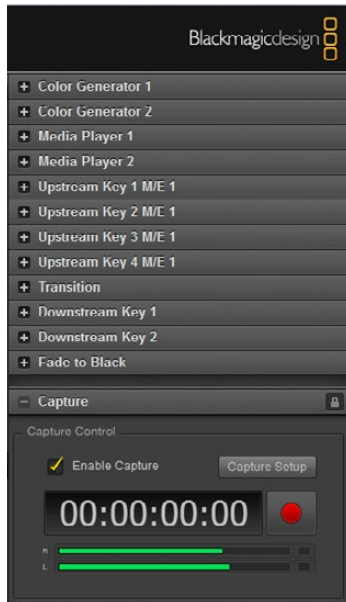 Blackmagicdesign
Color Generator 1
Color Generator 2
Media Player 1
Media Player 2
Upstream Key 1 M/E 1
Upstream Key 2 M/E 1
Upstream Key 3 M/E 1
Upstream Key 4 M/E 1
Transition
Downstream Key 1
Downstream Key 2
Fade to Black
Capture
Capture Control
Enable Capture Capture Setup
00:00:00:00
R
L